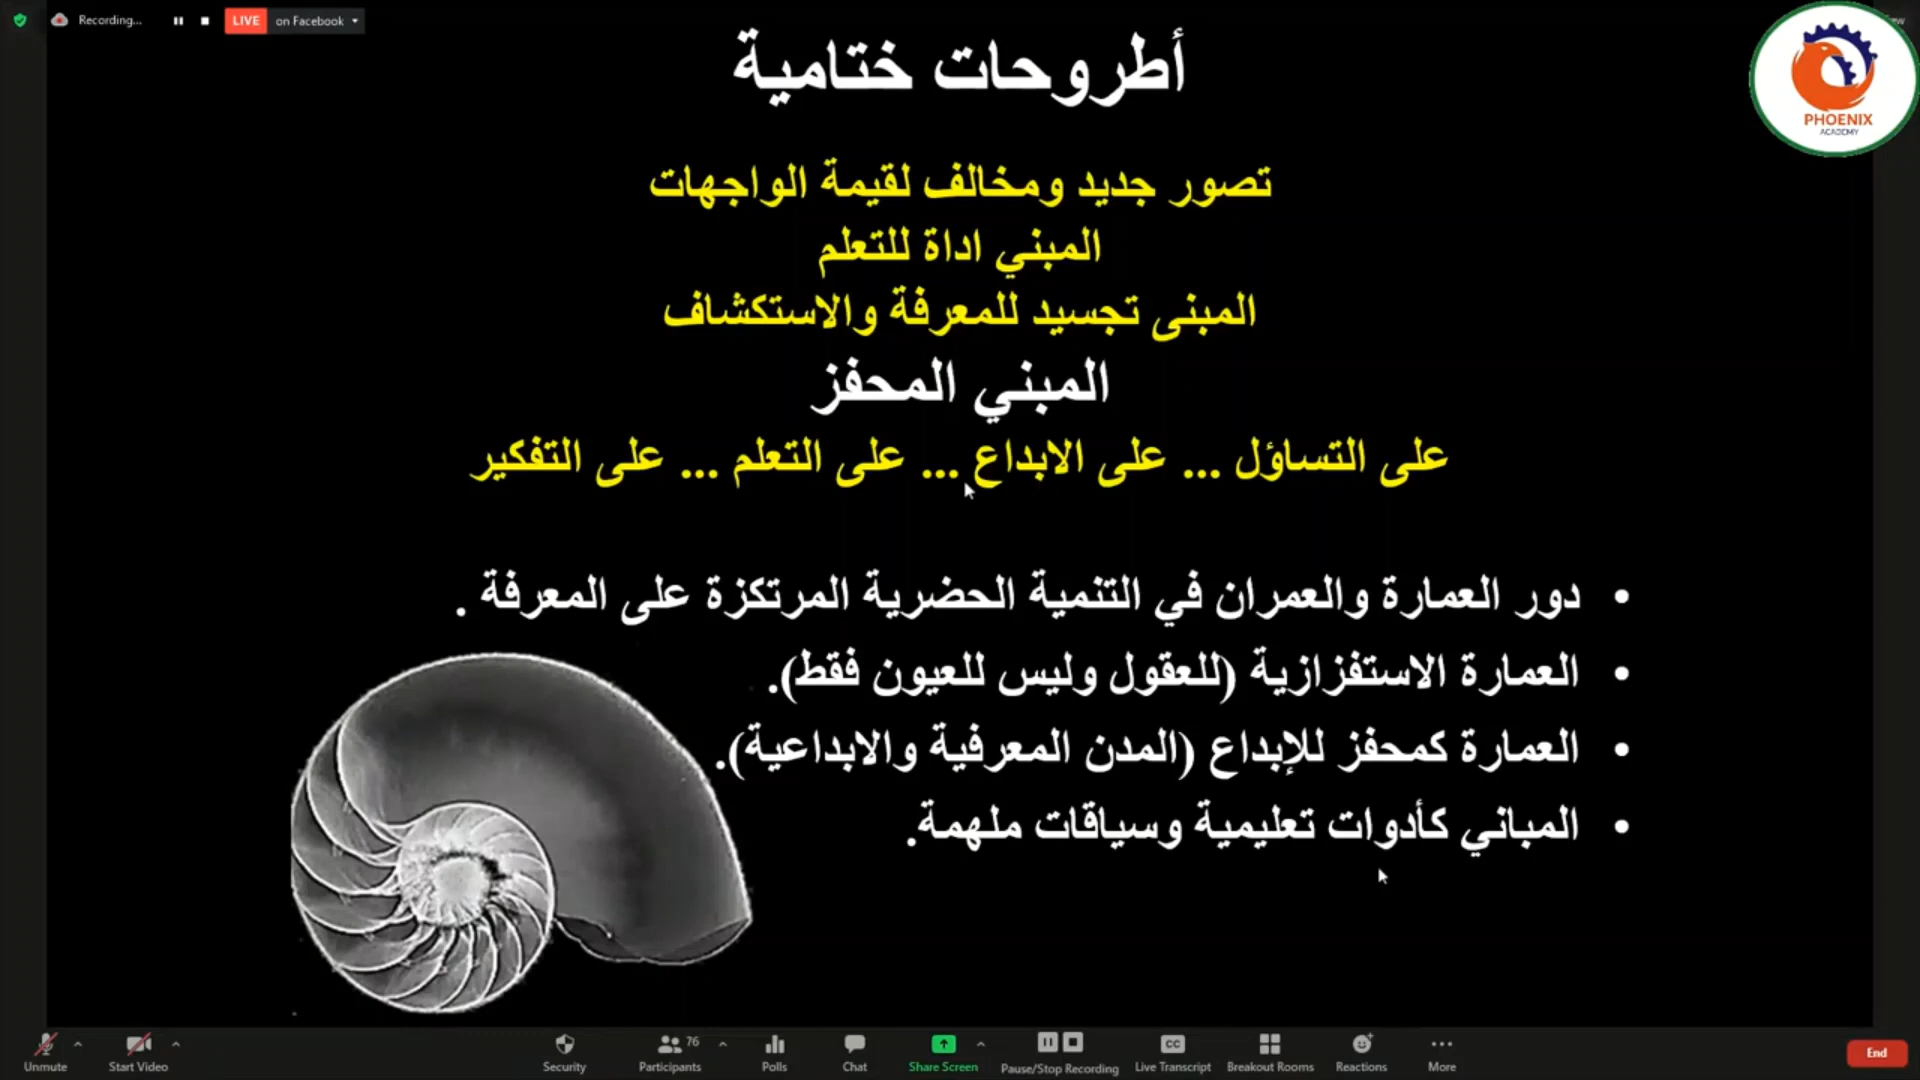 Recording...
LIVE on Facebook
أطروحات ختامية
PHOENIX
ACADEMY
تصور جديد ومخالف لقيمة الواجهات
المبني اداة للتعلم
المبنى تجسيد للمعرفة والاستكشاف
المبني المحفز
على التساؤل ... على الابداع ... على التعلم ... على التفكير
• دور العمارة والعمران في التنمية الحضرية المرتكزة على المعرفة .
• العمارة الاستفزازية (للعقول وليس للعيون فقط).
• العمارة كمحفز للإبداع (المدن المعرفية والابداعية).
• المباني كأدوات تعليمية وسياقات ملهمة.
Unmute Start Video Security Participants 76 Polls Chat Share Screen Pause/Stop Recording CC Live Transcript Breakout Rooms Reactions More End